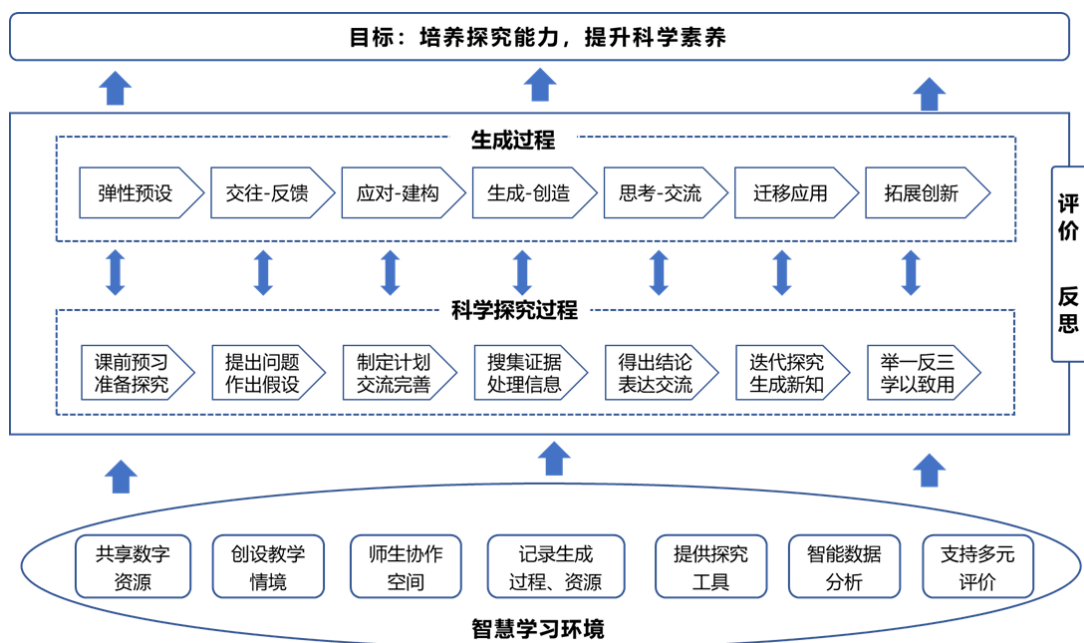 目标：培养探究能力，提升科学素养
生成过程
弹性预设
交往-反馈
应对-建构
生成-创造
思考-交流
迁移应用
拓展创新
科学探究过程
课前预习
准备探究
提出问题
作出假设
制定计划
交流完善
搜集证据
处理信息
得出结论
表达交流
迭代探究
生成新知
举一反三
学以致用
评价
反思
共享数字
资源
创设教学
情境
师生协作
空间
记录生成
过程、资源
提供探究
工具
智能数据
分析
支持多元
评价
智慧学习环境